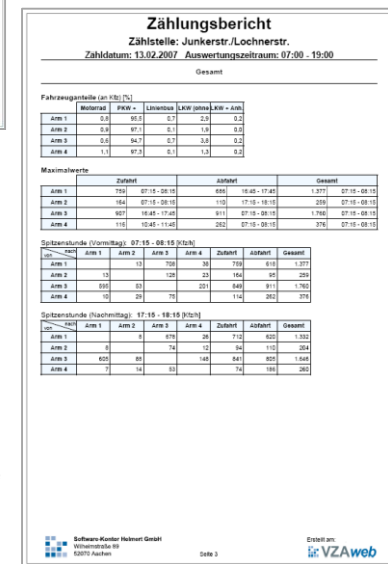 Zählungsbericht
Zählstelle: Junkerstr./Lochnerstr.
Zähldatum: 13.02.2007 Auswertungszeitraum: 07:00 - 19:00
Gesamt
Fahrzeuganteile (an Kfz) [%]
Motorrad PKW + Linienbus LKW (ohne LKW + Anh.
Arm 1 0,8 95,5 0,7 2,9 0,2
Arm 2 0,9 97,1 0,1 1,9 0,0
Arm 3 0,6 94,7 0,7 3,8 0,2
Arm 4 1,1 97,3 0,1 1,3 0,2
Maximalwerte
Zufahrt Abfahrt Gesamt
Arm 1 759 07:15 - 08:15 686 16:45 - 17:45 1.377 07:15 - 08:15
Arm 2 164 07:15 - 08:15 110 17:15 - 18:15 259 07:15 - 08:15
Arm 3 907 16:45 - 17:45 911 07:15 - 08:15 1.760 07:15 - 08:15
Arm 4 116 10:45 - 11:45 262 07:15 - 08:15 376 07:15 - 08:15
Spitzenstunde (Vormittag): 07:15 - 08:15 [Kfz/h]
von nach Arm 1 Arm 2 Arm 3 Arm 4 Zufahrt Abfahrt Gesamt
Arm 1 13 708 38 759 618 1.377
Arm 2 13 128 23 164 95 259
Arm 3 595 53 201 849 911 1.760
Arm 4 10 29 75 114 262 376
Spitzenstunde (Nachmittag): 17:15 - 18:15 [Kfz/h]
von nach Arm 1 Arm 2 Arm 3 Arm 4 Zufahrt Abfahrt Gesamt
Arm 1 8 678 26 712 620 1.332
Arm 2 8 74 12 94 110 204
Arm 3 605 88 148 841 805 1.646
Arm 4 7 14 53 74 186 260
Software-Kontor Helmert GmbH
Wilhelmstraße 89
52070 Aachen
Seite 3
Erstellt am:
VZAweb